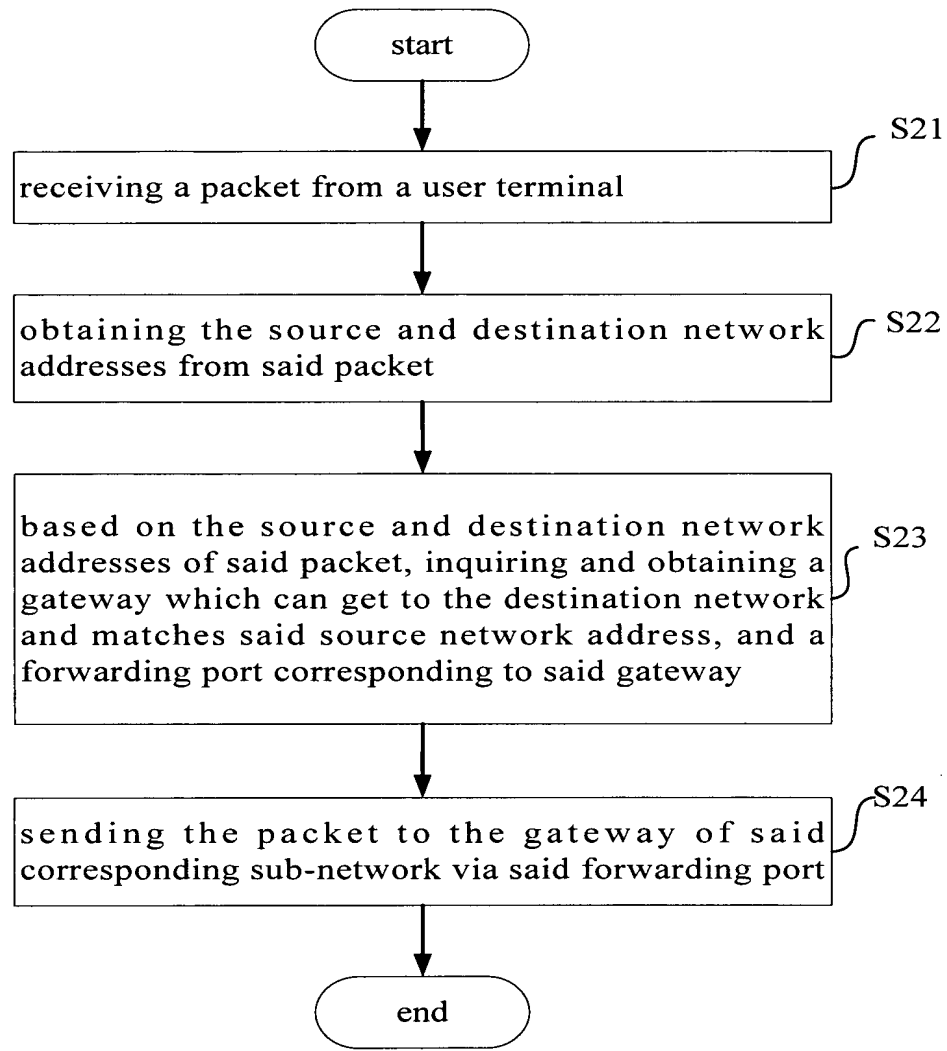 start
S21
receiving a packet from a user terminal
S22
obtaining the source and destination network
addresses from said packet
S23
based on the source and destination network
addresses of said packet, inquiring and obtaining a
gateway which can get to the destination network
and matches said source network address, and a
forwarding port corresponding to said gateway
S24
sending the packet to the gateway of said
corresponding sub-network via said forwarding port
end